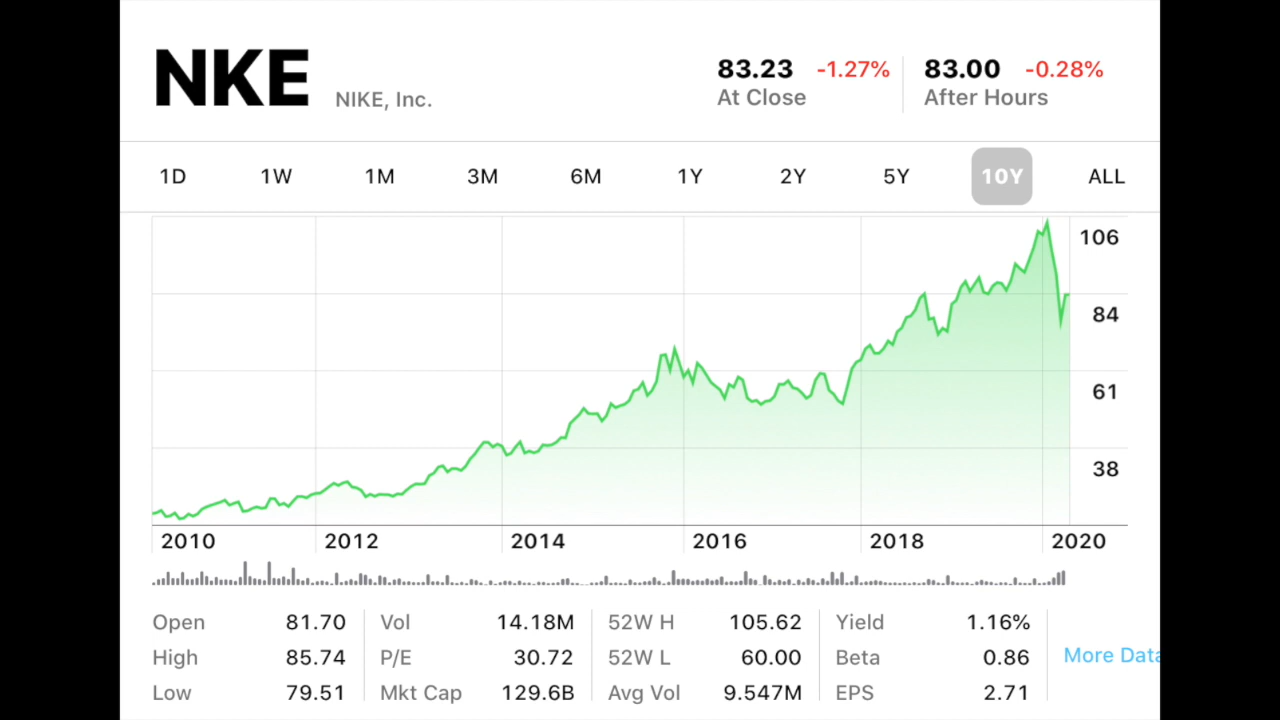 NKE NIKE, Inc. 83.23 -1.27% 83.00 -0.28%
At Close After Hours
1D 1W 1M 3M 6M 1Y 2Y 5Y 10Y ALL
106
84
61
38
2010 2012 2014 2016 2018 2020
Open 81.70 Vol 14.18M 52W H 105.62 Yield 1.16%
High 85.74 P/E 30.72 52W L 60.00 Beta 0.86 More Data
Low 79.51 Mkt Cap 129.6B Avg Vol 9.547M EPS 2.71